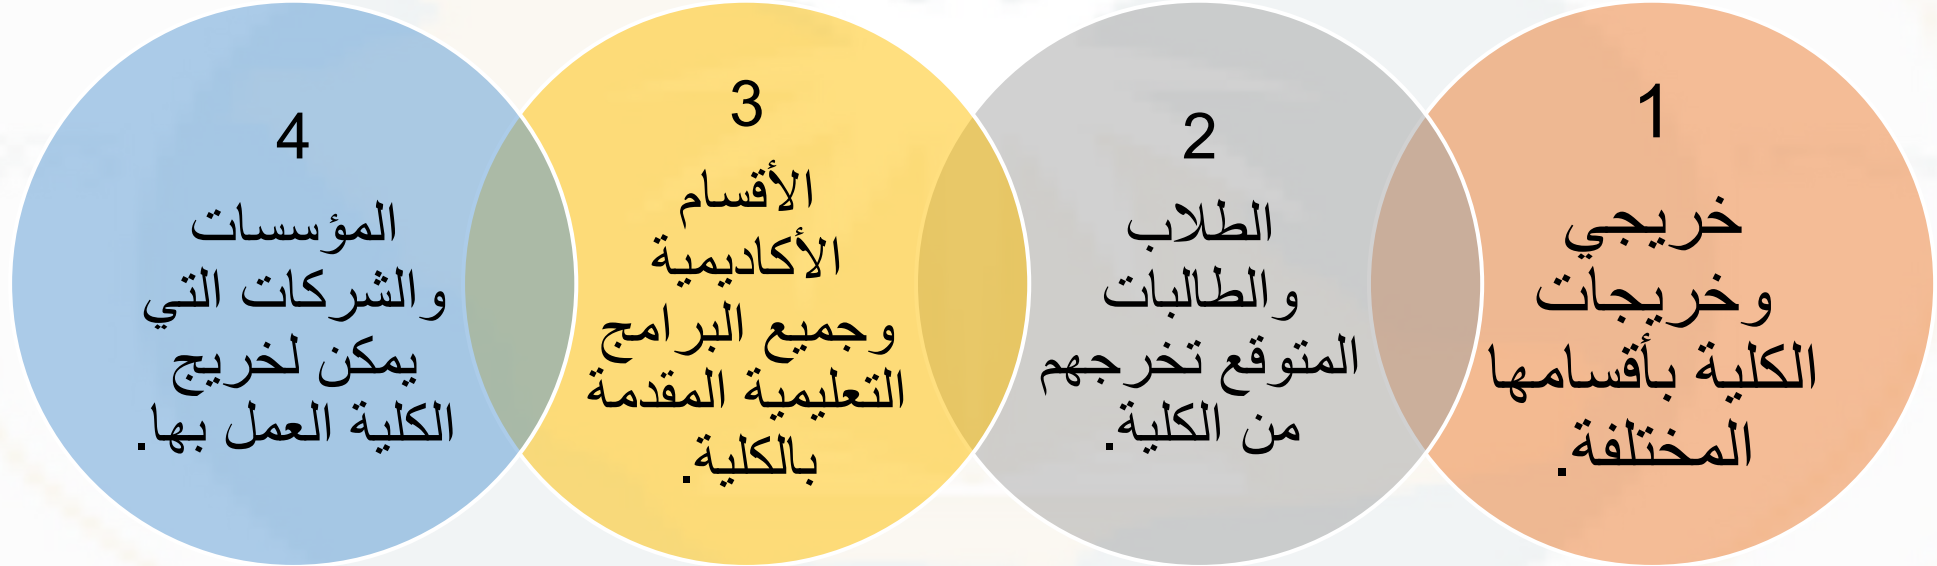 1
خريجي
وخريجات
الكلية بأقسامها
المختلفة.
2
الطلاب
والطالبات
المتوقع تخرجهم
من الكلية.
3
الأقسام
الأكاديمية
وجميع البرامج
التعليمية المقدمة
بالكلية.
4
المؤسسات
والشركات التي
يمكن لخريج
الكلية العمل بها.